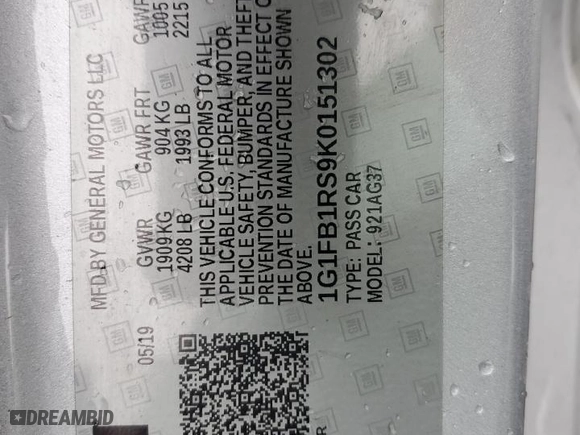 MFD BY GENERAL MOTORS LLC
05/19
GVWR GAWR FRT GAWR
1909 KG 904 KG 1005
4208 LB 1993 LB 2215
THIS VEHICLE CONFORMS TO ALL
APPLICABLE U.S. FEDERAL MOTOR
VEHICLE SAFETY, BUMPER, AND THEFT
PREVENTION STANDARDS IN EFFECT O
THE DATE OF MANUFACTURE SHOWN
ABOVE.
1G1FB1RS9K0151302
TYPE: PASS CAR
MODEL: 921AG37
GM
DREAMBID